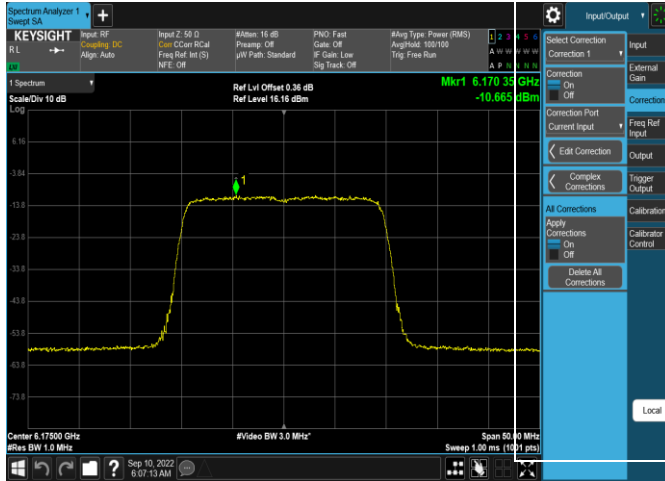 Spectrum Analyzer 1
Swept SA
+
Input/Output
KEYSIGHT
RL
Input: RF
Coupling: DC
Align: Auto
Input Z: 50 Ω
Corr CCorr RCal
Freq Ref: Int (S)
NFE: Off
#Atten: 16 dB
Preamp: Off
µW Path: Standard
PNO: Fast
Gate: Off
IF Gain: Low
Sig Track: Off
#Avg Type: Power (RMS)
Avg|Hold: 100/100
Trig: Free Run
1 2 3 4 5 6
A W W W W W
A P N N N N
1 Spectrum
Scale/Div 10 dB
Log
Ref Lvl Offset 0.36 dB
Ref Level 16.16 dBm
Mkr1 6.170 35 GHz
-10.665 dBm
6.16
-3.84
-13.8
-23.8
-33.8
-43.8
-53.8
-63.8
-73.8
1
Center 6.17500 GHz
#Res BW 1.0 MHz
#Video BW 3.0 MHz*
Span 50.00 MHz
Sweep 1.00 ms (1001 pts)
Sep 10, 2022
6:07:13 AM
?
Select Correction
Correction 1
Correction
On
Off
Correction Port
Current Input
Edit Correction
Complex
Corrections
All Corrections
Apply
Corrections
On
Off
Delete All
Corrections
Input
External
Gain
Correction
Freq Ref
Input
Output
Trigger
Output
Calibration
Calibrator
Control
Local